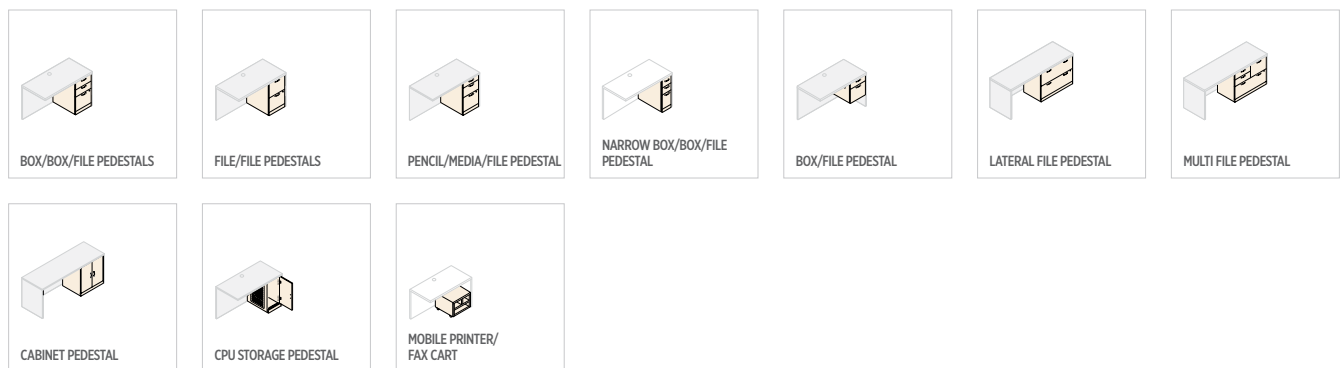 BOX/BOX/FILE PEDESTALS
FILE/FILE PEDESTALS
PENCIL/MEDIA/FILE PEDESTAL
NARROW BOX/BOX/FILE
PEDESTAL
BOX/FILE PEDESTAL
LATERAL FILE PEDESTAL
MULTI FILE PEDESTAL
CABINET PEDESTAL
CPU STORAGE PEDESTAL
MOBILE PRINTER/
FAX CART